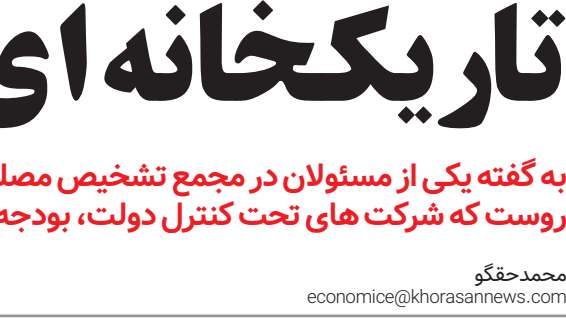 تاریکخانه ای
به گفته یکی از مسئولان در مجمع تشخیص
روست که شرکت های تحت کنترل دولت، بودجه
محمدحقگو
economice@khorasannews.com